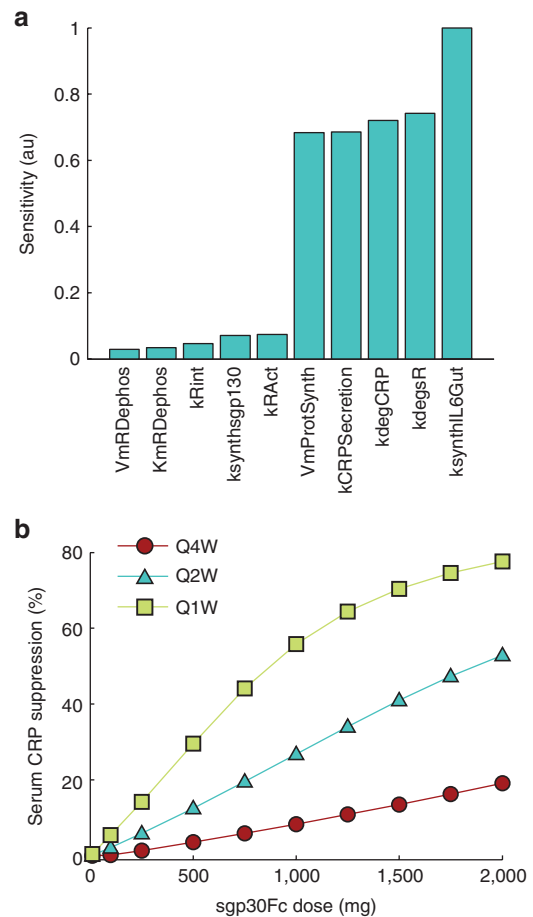 a
1
0.8
0.6
0.4
0.2
0
Sensitivity (au)
VmRDephos
KmRDephos
kRint
ksynthsgp130
kRAct
VmProtSynth
kCRPSecretion
kdegCRP
kdegsR
ksynthIL6Gut
b
Q4W
Q2W
Q1W
80
60
40
20
0
Serum CRP suppression (%)
0 500 1,000 1,500 2,000
sgp30Fc dose (mg)